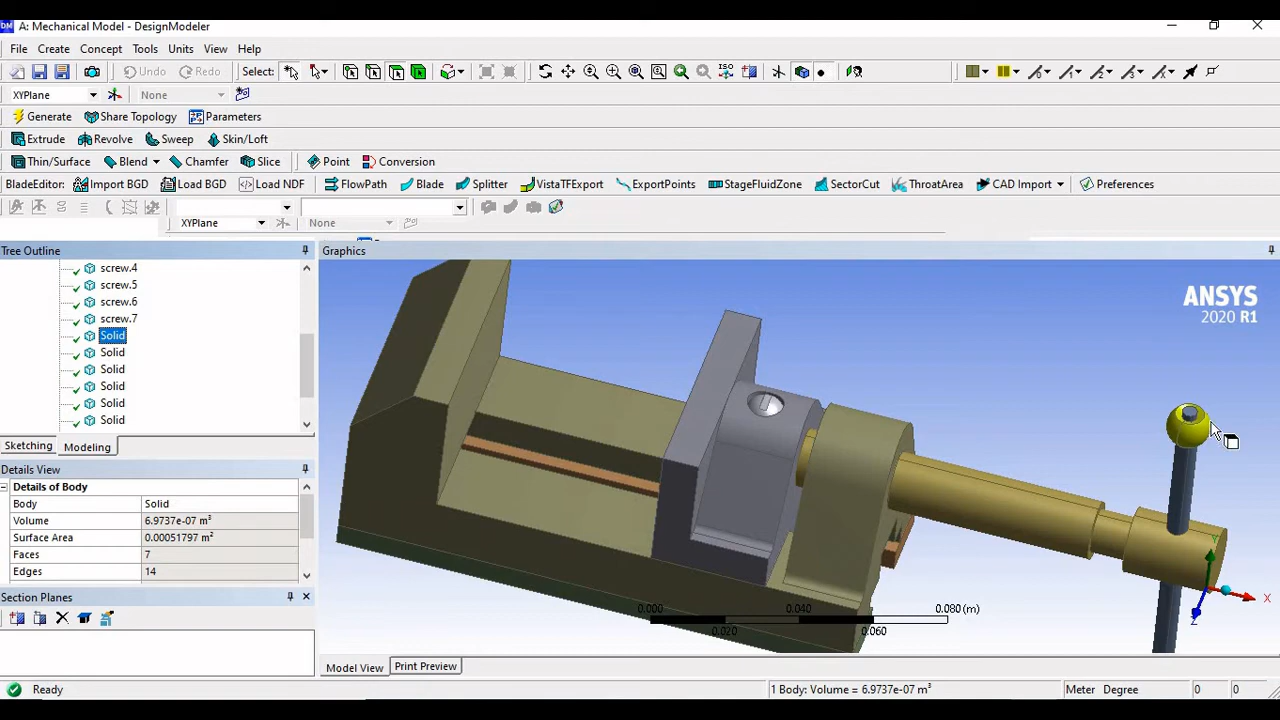 DM A: Mechanical Model - DesignModeler
File Create Concept Tools Units View Help
Undo Redo Select: ISO
XYPlane None
Generate Share Topology Parameters
Extrude Revolve Sweep Skin/Loft
Thin/Surface Blend Chamfer Slice Point Conversion
BladeEditor: Import BGD Load BGD Load NDF FlowPath Blade Splitter VistaTFExport ExportPoints StageFluidZone SectorCut ThroatArea CAD Import Preferences
XYPlane None
Tree Outline
screw.4
screw.5
screw.6
screw.7
Solid
Solid
Solid
Solid
Solid
Solid
Sketching Modeling
Details View
Details of Body
Body Solid
Volume 6.9737e-07 m³
Surface Area 0.00051797 m²
Faces 7
Edges 14
Section Planes
Graphics
ANSYS
2020 R1
Y
X
Z
0.000 0.040 0.080 (m)
0.020 0.060
Model View Print Preview
Ready 1 Body: Volume = 6.9737e-07 m³ Meter Degree 0 0